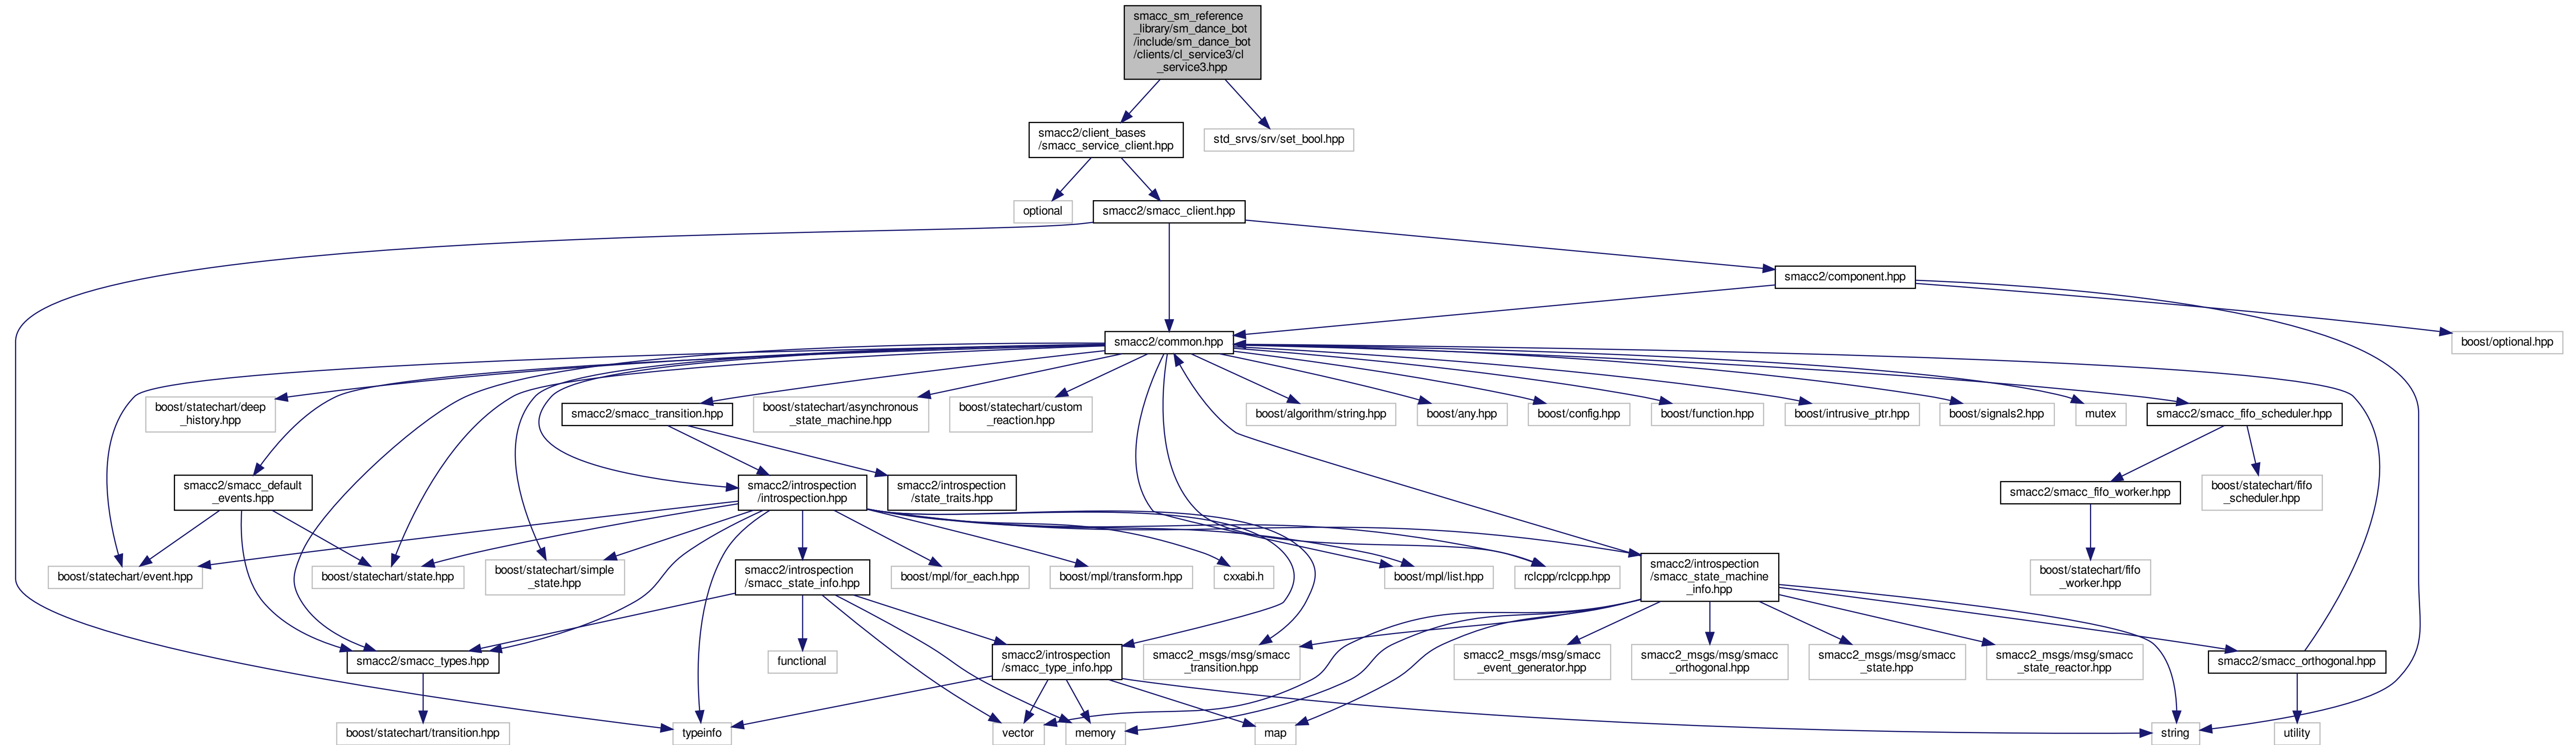 smacc_sm_reference
_library/sm_dance_bot
/include/sm_dance_bot
/clients/cl_service3/cl
_service3.hpp
smacc2/client_bases
/smacc_service_client.hpp
std_srvs/srv/set_bool.hpp
optional
smacc2/smacc_client.hpp
smacc2/component.hpp
smacc2/common.hpp
boost/optional.hpp
boost/statechart/deep
_history.hpp
smacc2/smacc_transition.hpp
boost/statechart/asynchronous
_state_machine.hpp
boost/statechart/custom
_reaction.hpp
boost/algorithm/string.hpp
boost/any.hpp
boost/config.hpp
boost/function.hpp
boost/intrusive_ptr.hpp
boost/signals2.hpp
mutex
smacc2/smacc_fifo_scheduler.hpp
smacc2/smacc_default
_events.hpp
smacc2/introspection
/introspection.hpp
smacc2/introspection
/state_traits.hpp
smacc2/smacc_fifo_worker.hpp
boost/statechart/fifo
_scheduler.hpp
boost/statechart/event.hpp
boost/statechart/state.hpp
boost/statechart/simple
_state.hpp
smacc2/introspection
/smacc_state_info.hpp
boost/mpl/for_each.hpp
boost/mpl/transform.hpp
cxxabi.h
boost/mpl/list.hpp
rclcpp/rclcpp.hpp
smacc2/introspection
/smacc_state_machine
_info.hpp
boost/statechart/fifo
_worker.hpp
smacc2/smacc_types.hpp
functional
smacc2/introspection
/smacc_type_info.hpp
smacc2_msgs/msg/smacc
_transition.hpp
smacc2_msgs/msg/smacc
_event_generator.hpp
smacc2_msgs/msg/smacc
_orthogonal.hpp
smacc2_msgs/msg/smacc
_state.hpp
smacc2_msgs/msg/smacc
_state_reactor.hpp
smacc2/smacc_orthogonal.hpp
boost/statechart/transition.hpp
typeinfo
vector
memory
map
string
utility